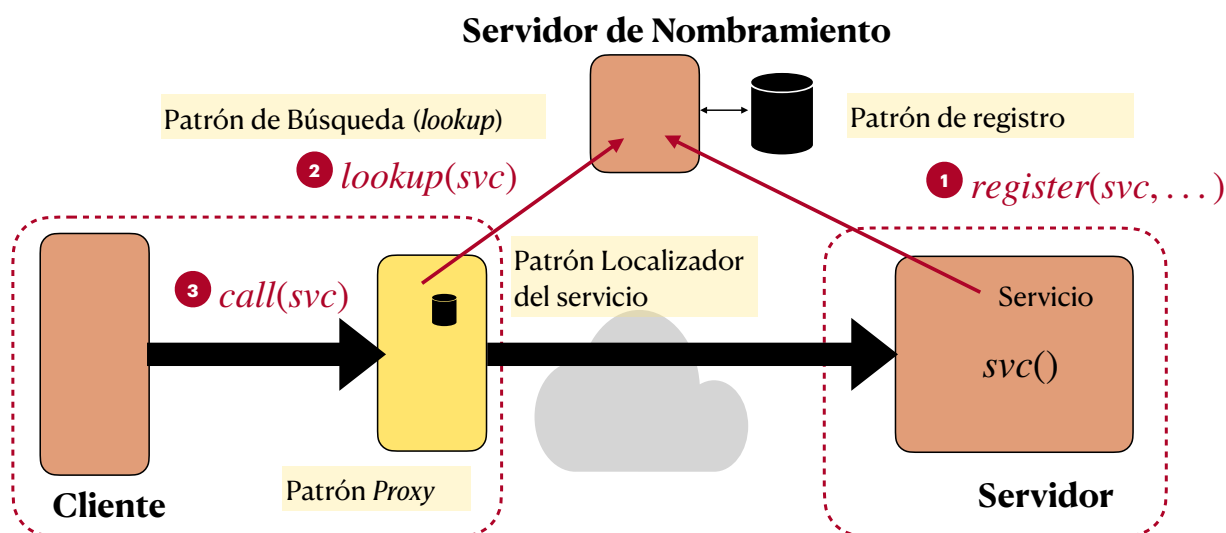 Servidor de Nombramiento
Patrón de Búsqueda (lookup)
Patrón de registro
2 lookup(svc)
1 register(svc, . . . )
Patrón Localizador
del servicio
3 call(svc)
Servicio
svc()
Patrón Proxy
Cliente
Servidor